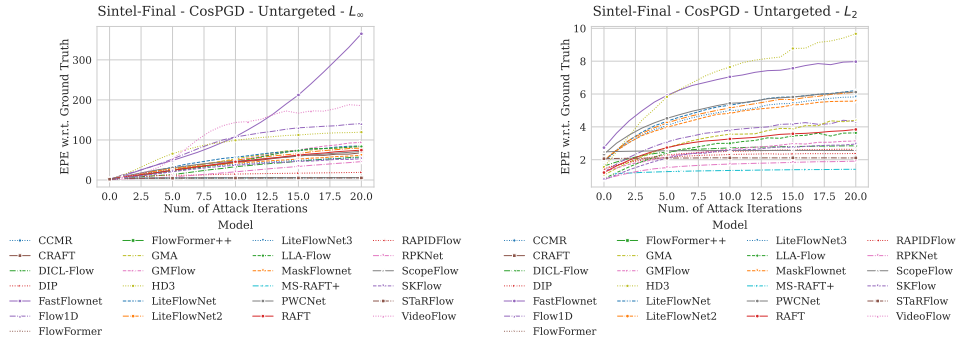 Sintel-Final - CosPGD - Untargeted - L∞
EPE w.r.t. Ground Truth
300
200
100
0
0.0 2.5 5.0 7.5 10.0 12.5 15.0 17.5 20.0
Num. of Attack Iterations
Model
CCMR FlowFormer++ LiteFlowNet3 RAPIDFlow
CRAFT GMA LLA-Flow RPKNet
DICL-Flow GMFlow MaskFlownet ScopeFlow
DIP HD3 MS-RAFT+ SKFlow
FastFlownet LiteFlowNet PWCNet STaRFlow
Flow1D LiteFlowNet2 RAFT VideoFlow
FlowFormer
Sintel-Final - CosPGD - Untargeted - L2
EPE w.r.t. Ground Truth
10
8
6
4
2
0.0 2.5 5.0 7.5 10.0 12.5 15.0 17.5 20.0
Num. of Attack Iterations
Model
CCMR FlowFormer++ LiteFlowNet3 RAPIDFlow
CRAFT GMA LLA-Flow RPKNet
DICL-Flow GMFlow MaskFlownet ScopeFlow
DIP HD3 MS-RAFT+ SKFlow
FastFlownet LiteFlowNet PWCNet STaRFlow
Flow1D LiteFlowNet2 RAFT VideoFlow
FlowFormer